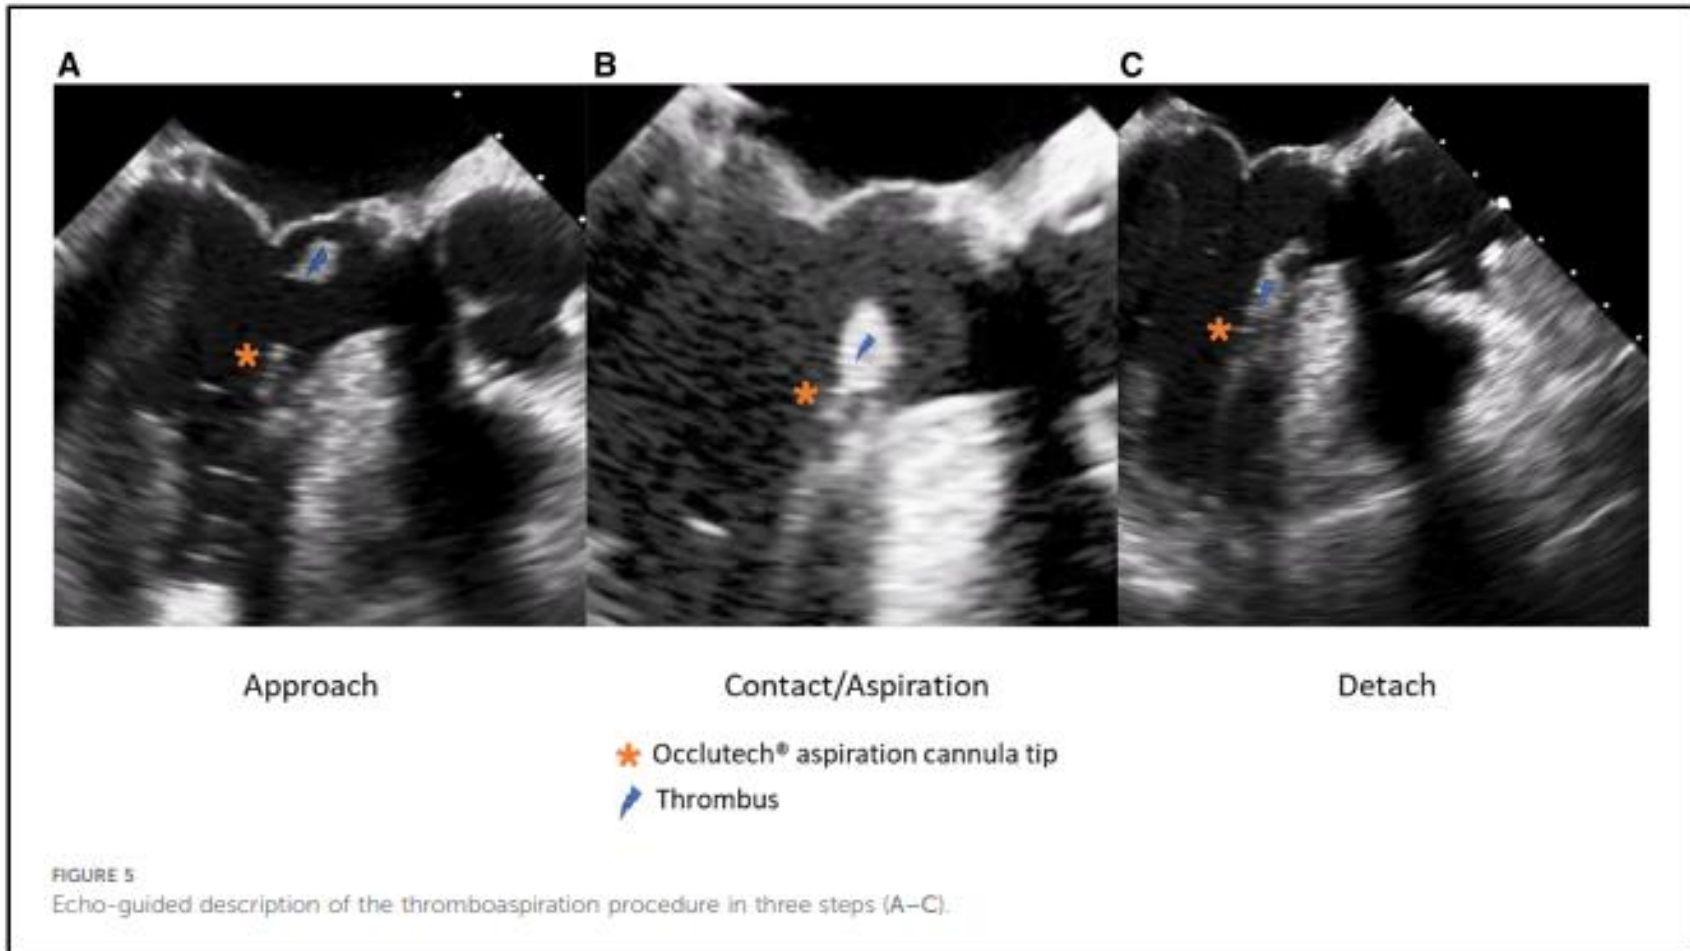 A
B
C
Approach
Contact/Aspiration
Detach
Occlutech® aspiration cannula tip
Thrombus
FIGURE 5
Echo-guided description of the thromboaspiration procedure in three steps (A–C).